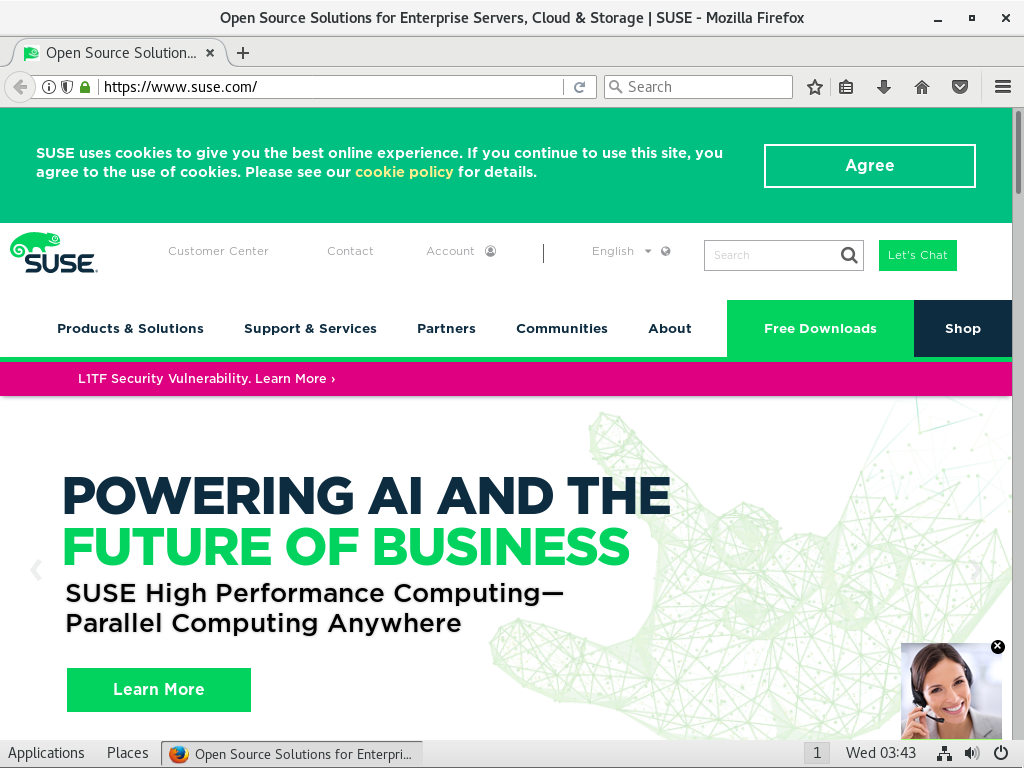 Open Source Solutions for Enterprise Servers, Cloud & Storage | SUSE - Mozilla Firefox
Open Source Solution...
https://www.suse.com/
Search
SUSE uses cookies to give you the best online experience. If you continue to use this site, you
agree to the use of cookies. Please see our cookie policy for details.
Agree
SUSE.
Customer Center
Contact
Account
English
Search
Let's Chat
Products & Solutions
Support & Services
Partners
Communities
About
Free Downloads
Shop
L1TF Security Vulnerability. Learn More ›
POWERING AI AND THE
FUTURE OF BUSINESS
SUSE High Performance Computing—
Parallel Computing Anywhere
Learn More
Applications
Places
Open Source Solutions for Enterpri...
1
Wed 03:43